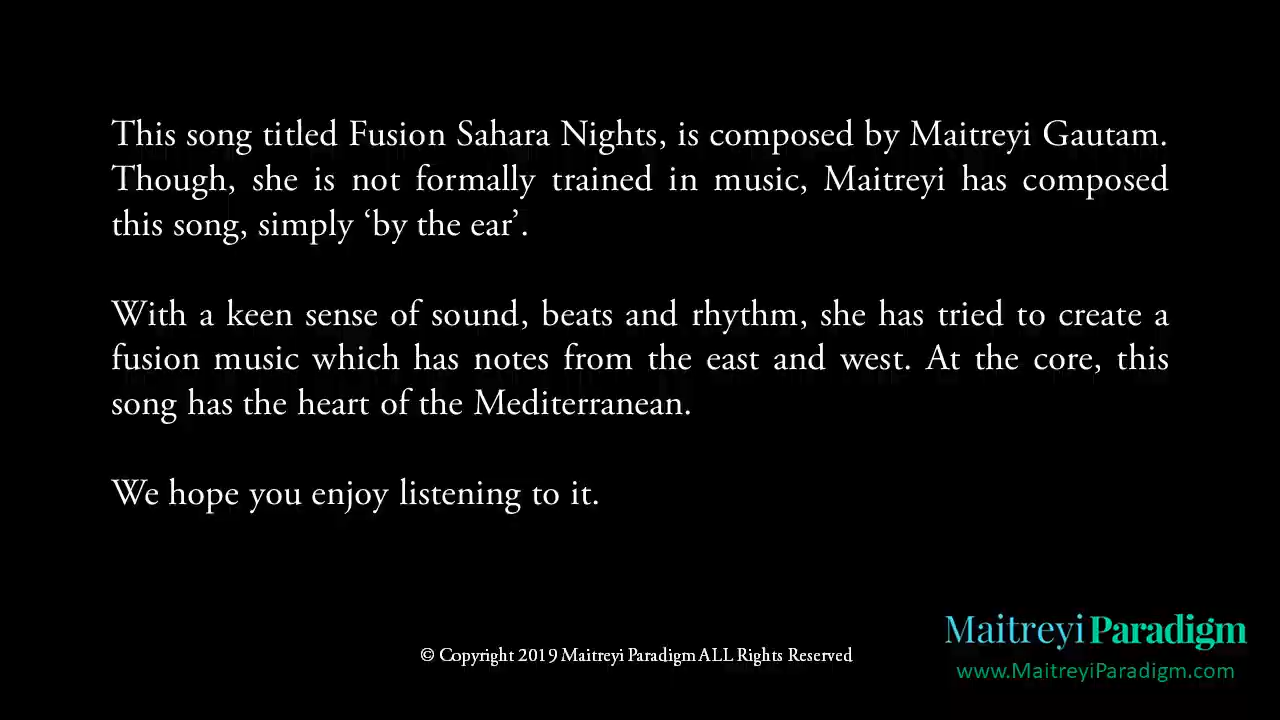 This song titled Fusion Sahara Nights, is composed by Maitreyi Gautam.
Though, she is not formally trained in music, Maitreyi has composed
this song, simply ‘by the ear’.
With a keen sense of sound, beats and rhythm, she has tried to create a
fusion music which has notes from the east and west. At the core, this
song has the heart of the Mediterranean.
We hope you enjoy listening to it.
Maitreyi Paradigm
© Copyright 2019 Maitreyi Paradigm ALL Rights Reserved
www.MaitreyiParadigm.com